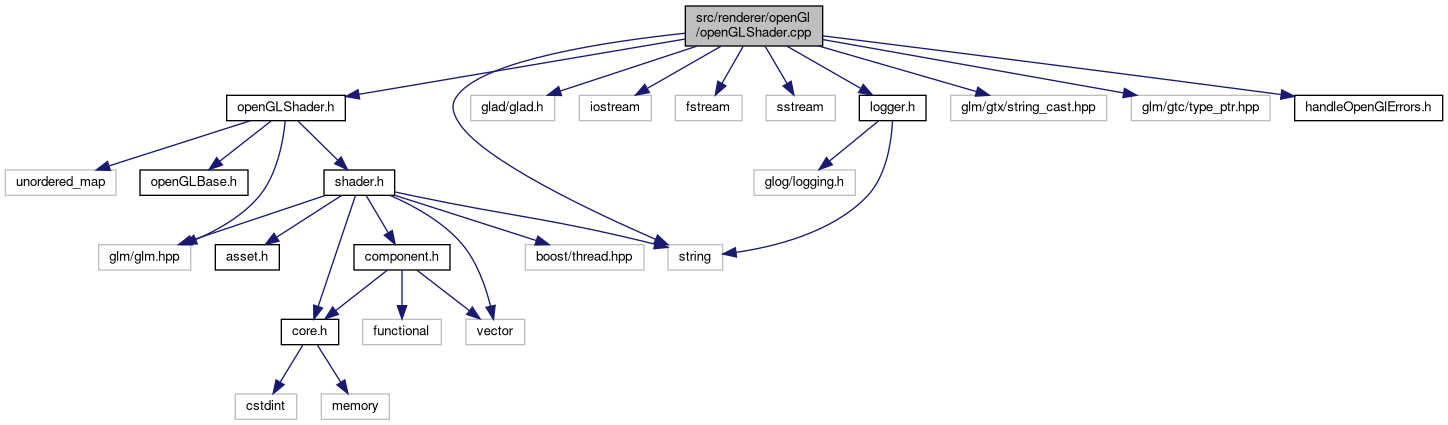 src/renderer/openGl
/openGLShader.cpp
openGLShader.h
glad/glad.h
iostream
fstream
sstream
logger.h
glm/gtx/string_cast.hpp
glm/gtc/type_ptr.hpp
handleOpenGlErrors.h
unordered_map
openGLBase.h
shader.h
glog/logging.h
glm/glm.hpp
asset.h
component.h
boost/thread.hpp
string
core.h
functional
vector
cstdint
memory